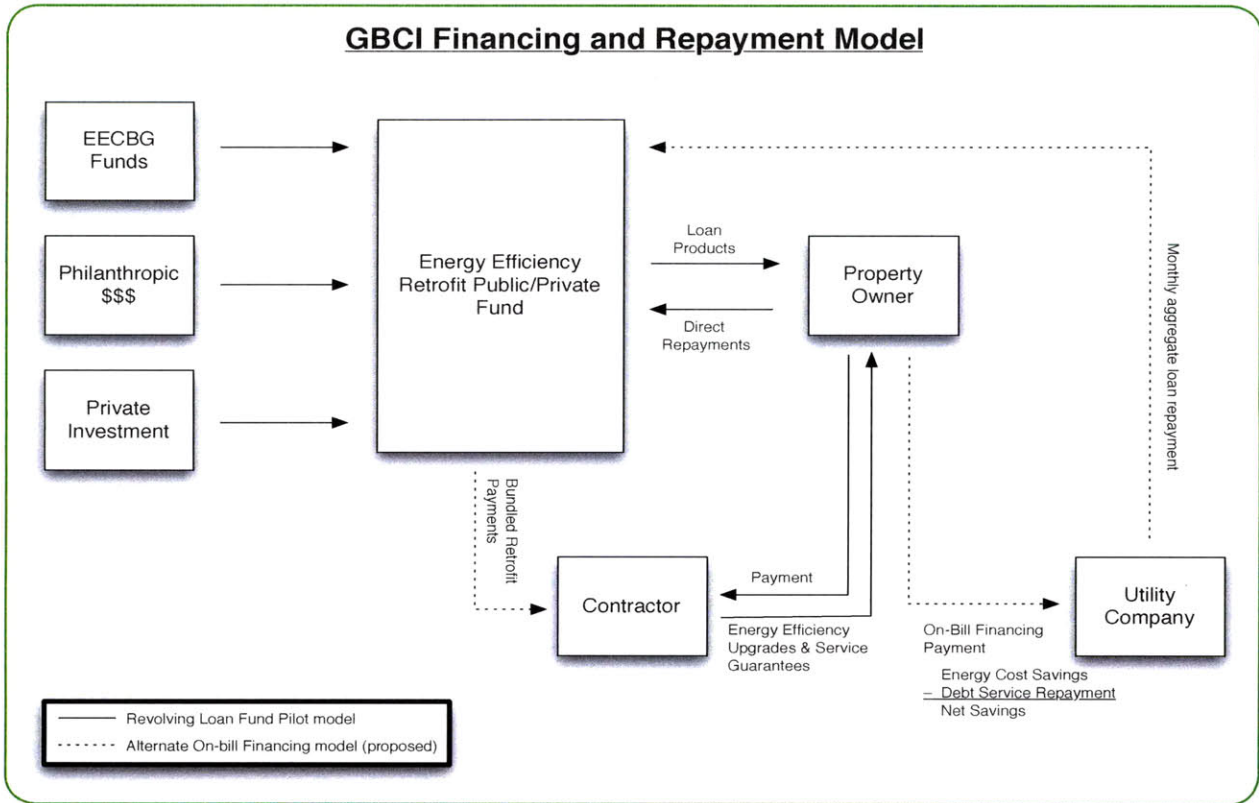 GBCI Financing and Repayment Model
EECBG
Funds
Philanthropic
$$$
Private
Investment
Energy Efficiency
Retrofit Public/Private
Fund
Loan
Products
Direct
Repayments
Property
Owner
Monthly aggregate loan repayment
Bundled Retrofit
Payments
Contractor
Payment
Energy Efficiency
Upgrades & Service
Guarantees
On-Bill Financing
Payment
Energy Cost Savings
– Debt Service Repayment
Net Savings
Utility
Company
Revolving Loan Fund Pilot model
Alternate On-bill Financing model (proposed)